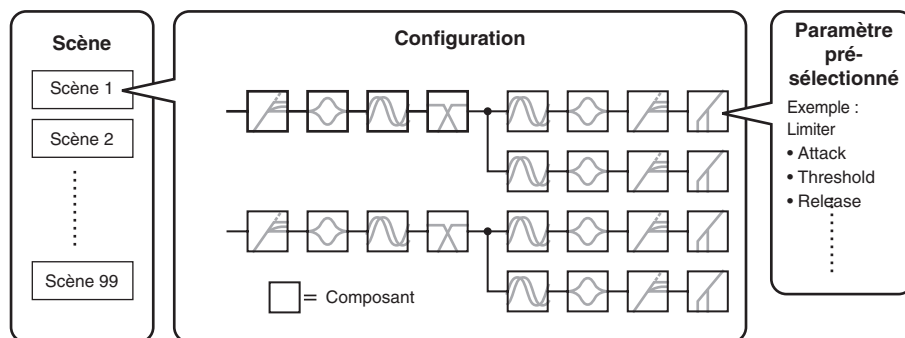 Scène
Scène 1
Scène 2
Scène 99
Configuration
= Composant
Paramètre
pré-
sélectionné
Exemple :
Limiter
• Attack
• Threshold
• Release